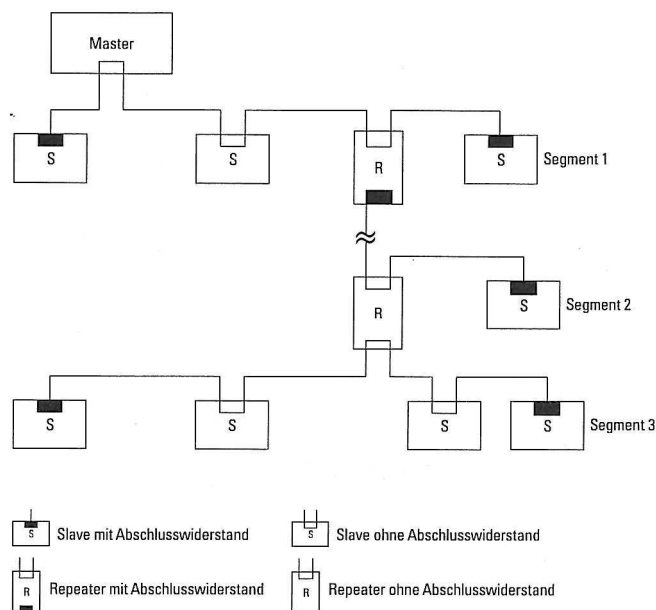 Master
S
S
R
S
Segment 1
R
S
Segment 2
S
S
S
S
Segment 3
S
Slave mit Abschlusswiderstand
S
Slave ohne Abschlusswiderstand
R
Repeater mit Abschlusswiderstand
R
Repeater ohne Abschlusswiderstand